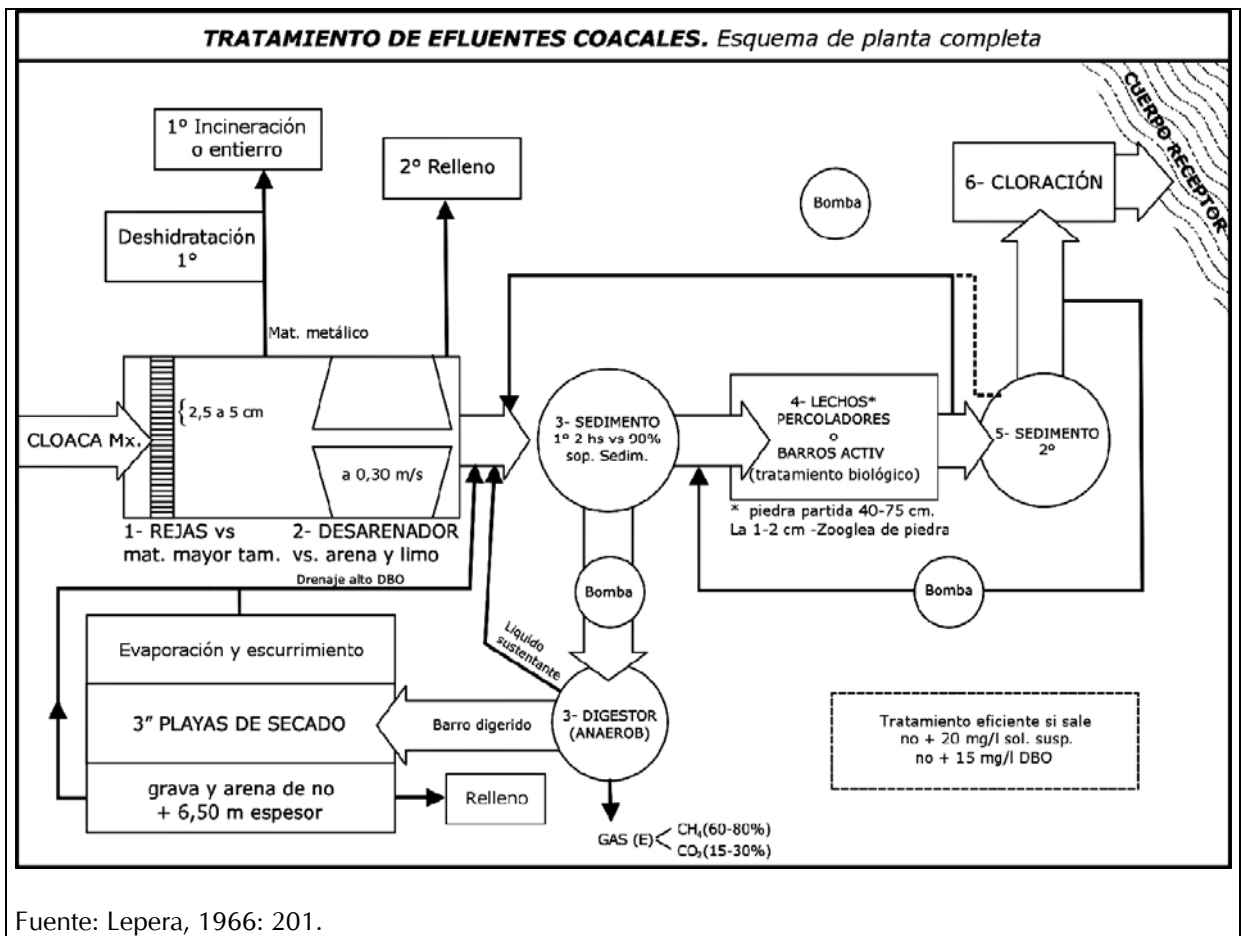 TRATAMIENTO DE EFLUENTES COACALES. Esquema de planta completa
1º Incineración
o entierro
2º Relleno
Deshidratación
1º
Mat. metálico
Bomba
6- CLORACIÓN
CUERPO RECEPTOR
CLOACA Mx.
2,5 a 5 cm
a 0,30 m/s
1- REJAS vs
mat. mayor tam.
2- DESARENADOR
vs. arena y limo
3- SEDIMENTO
1º 2 hs vs 90%
sop. Sedim.
4- LECHOS*
PERCOLADORES
o
BARROS ACTIV
(tratamiento biológico)
* piedra partida 40-75 cm.
La 1-2 cm -Zooglea de piedra
5- SEDIMENTO
2º
Drenaje alto DBO
Bomba
Bomba
Líquido
sustentante
Evaporación y escurrimiento
3" PLAYAS DE SECADO
grava y arena de no
+ 6,50 m espesor
Barro digerido
3- DIGESTOR
(ANAEROB)
Relleno
GAS (E)
CH₄(60-80%)
CO₂(15-30%)
Tratamiento eficiente si sale
no + 20 mg/l sol. susp.
no + 15 mg/l DBO
Fuente: Lepera, 1966: 201.